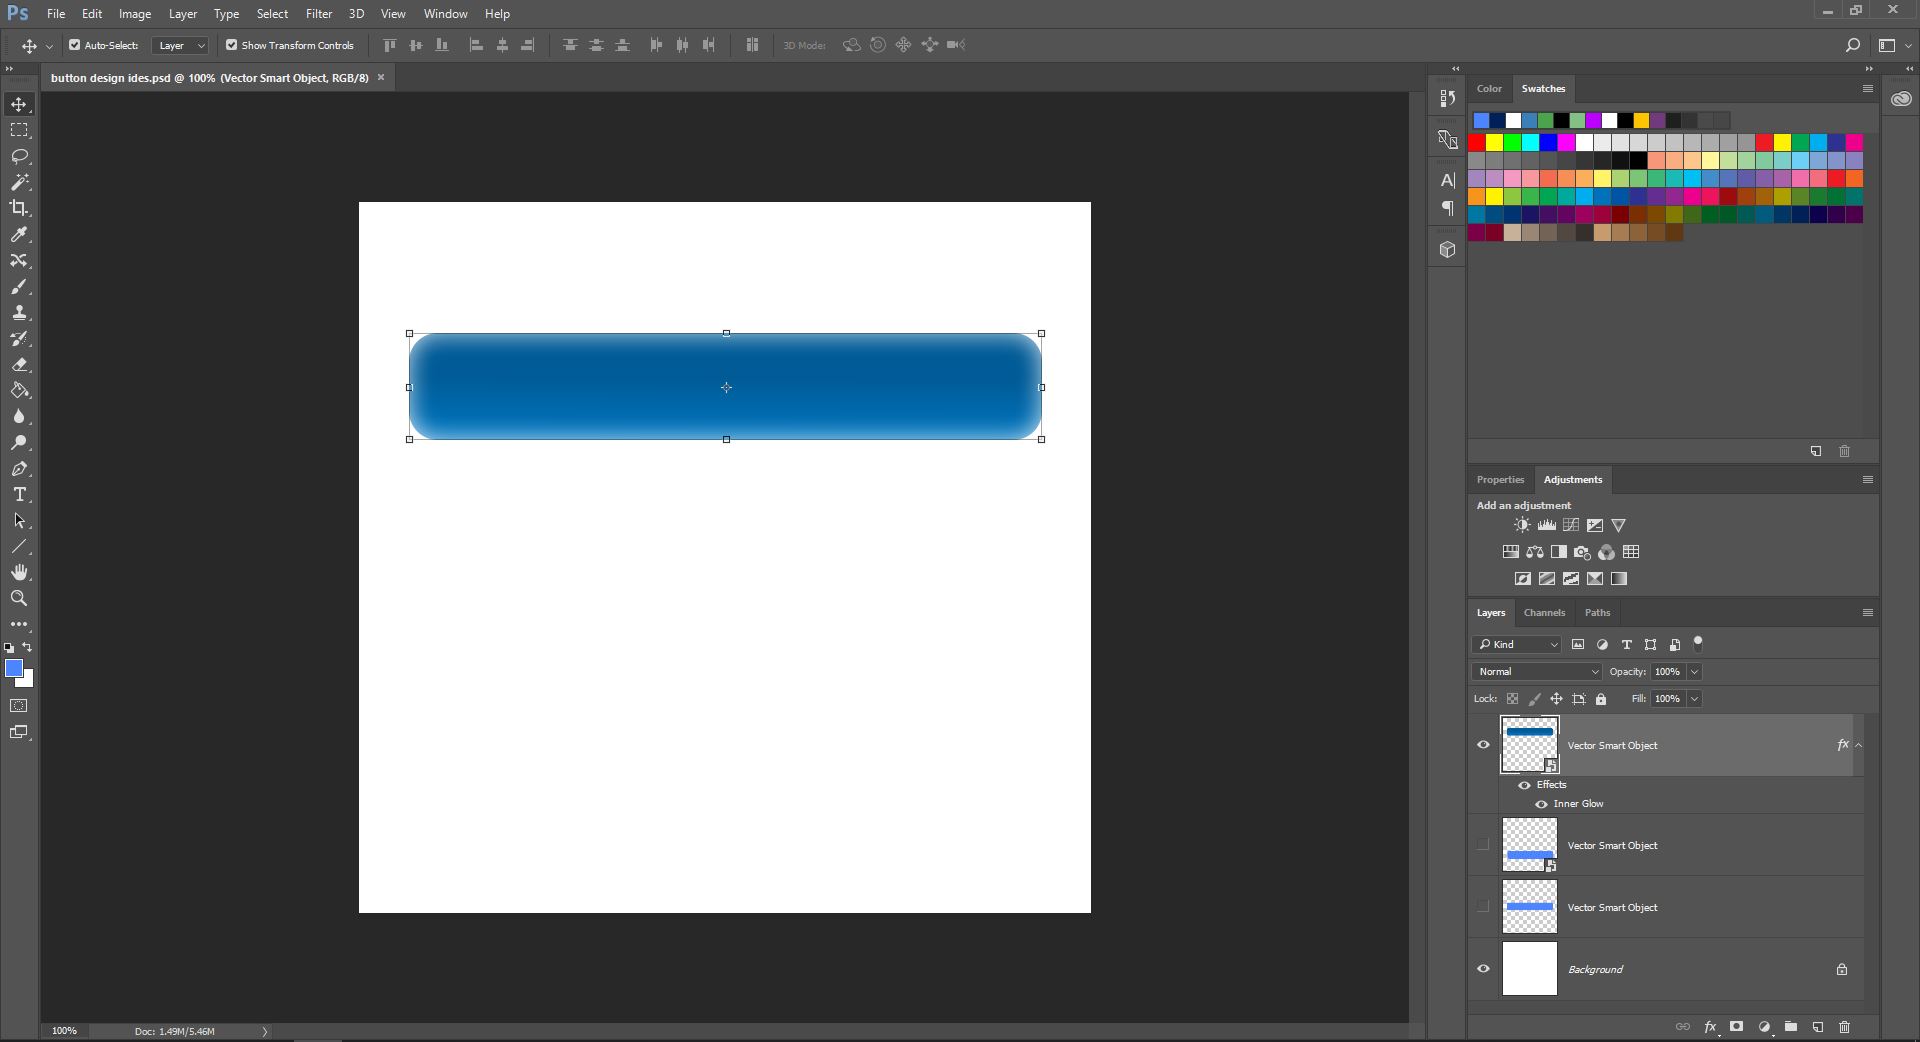 Ps File Edit Image Layer Type Select Filter 3D View Window Help
Auto-Select: Layer Show Transform Controls 3D Mode:
button design ides.psd @ 100% (Vector Smart Object, RGB/8) ×
Color Swatches
Properties Adjustments
Add an adjustment
Layers Channels Paths
Kind
Normal Opacity: 100%
Lock: Fill: 100%
Vector Smart Object fx
Effects
Inner Glow
Vector Smart Object
Vector Smart Object
Background
100% Doc: 1.49M/5.46M
fx